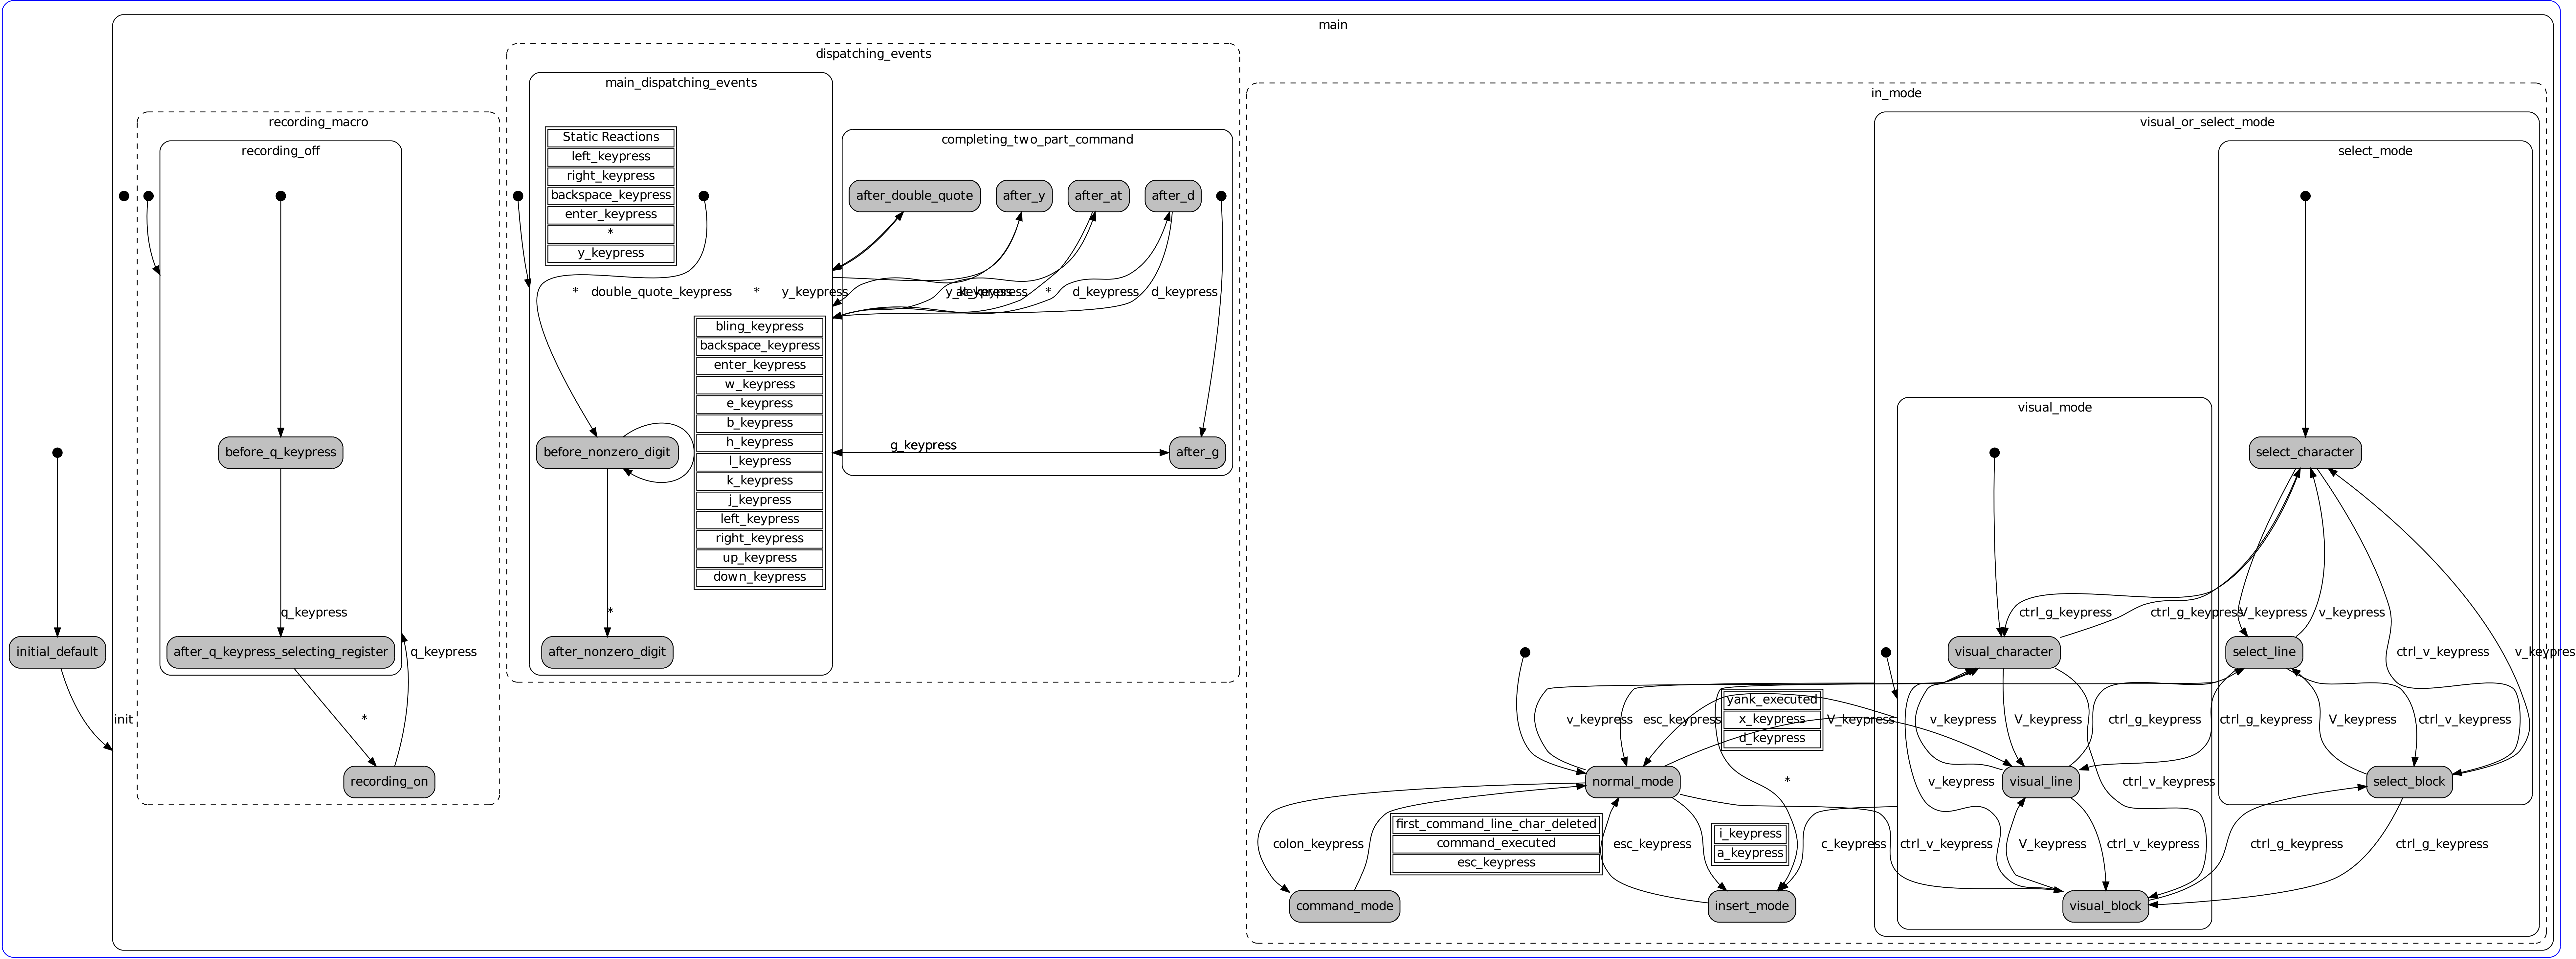 main
dispatching_events
main_dispatching_events
in_mode
recording_macro
visual_or_select_mode
Static Reactions
completing_two_part_command
recording_off
select_mode
left_keypress
right_keypress
backspace_keypress
enter_keypress
*
y_keypress
after_double_quote
after_y
after_at
after_d
*
double_quote_keypress
*
y_keypress
y_keypress
at_keypress
*
d_keypress
d_keypress
bling_keypress
backspace_keypress
enter_keypress
w_keypress
e_keypress
b_keypress
h_keypress
l_keypress
k_keypress
j_keypress
left_keypress
right_keypress
up_keypress
down_keypress
visual_mode
before_q_keypress
before_nonzero_digit
g_keypress
after_g
select_character
q_keypress
*
ctrl_g_keypress
ctrl_g_keypress
V_keypress
v_keypress
initial_default
after_q_keypress_selecting_register
q_keypress
after_nonzero_digit
visual_character
select_line
ctrl_v_keypress
v_keypress
init
*
v_keypress
esc_keypress
yank_executed
x_keypress
d_keypress
V_keypress
v_keypress
V_keypress
ctrl_g_keypress
ctrl_g_keypress
V_keypress
ctrl_v_keypress
recording_on
normal_mode
*
v_keypress
visual_line
ctrl_v_keypress
select_block
colon_keypress
first_command_line_char_deleted
command_executed
esc_keypress
esc_keypress
i_keypress
a_keypress
c_keypress
ctrl_v_keypress
V_keypress
ctrl_v_keypress
ctrl_g_keypress
ctrl_g_keypress
command_mode
insert_mode
visual_block